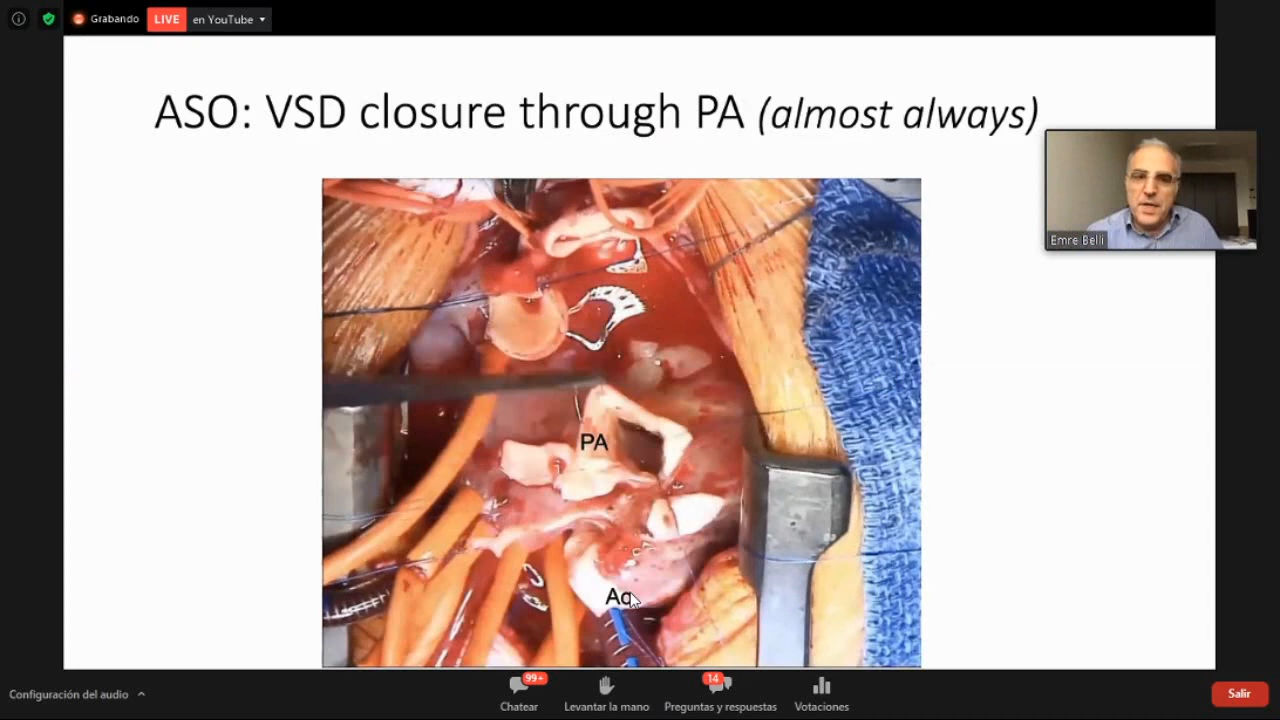 Grabando
LIVE en YouTube
ASO: VSD closure through PA (almost always)
Emre Belli
PA
Ao
Configuración del audio
99+
Chatear
Levantar la mano
14
Preguntas y respuestas
Votaciones
Salir